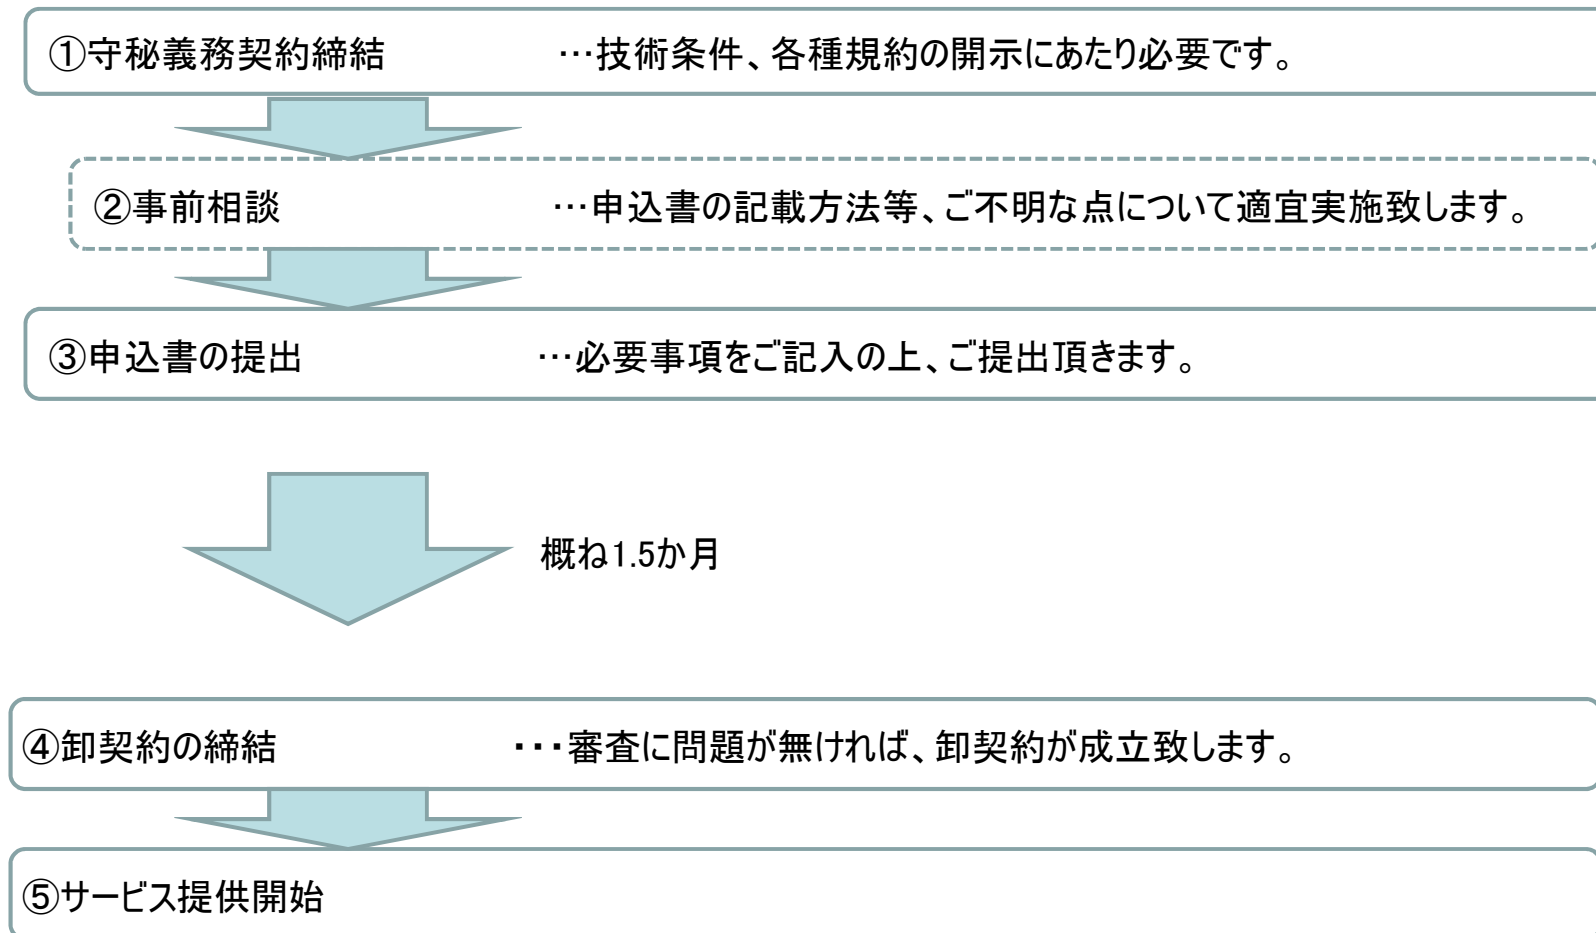 ①守秘義務契約締結 …技術条件、各種規約の開示にあたり必要です。
②事前相談 …申込書の記載方法等、ご不明な点について適宜実施致します。
③申込書の提出 …必要事項をご記入の上、ご提出頂きます。
概ね1.5か月
④卸契約の締結 ・・・審査に問題が無ければ、卸契約が成立致します。
⑤サービス提供開始